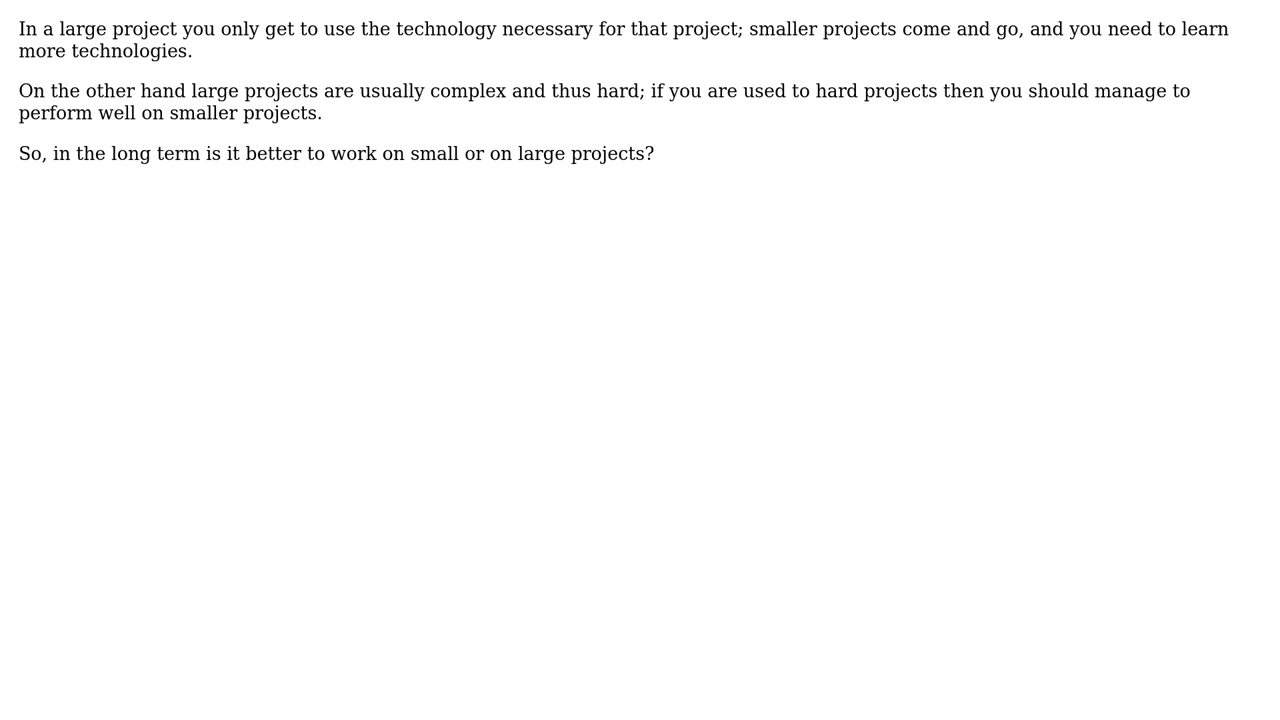 In a large project you only get to use the technology necessary for that project; smaller projects come and go, and you need to learn
more technologies.
On the other hand large projects are usually complex and thus hard; if you are used to hard projects then you should manage to
perform well on smaller projects.
So, in the long term is it better to work on small or on large projects?